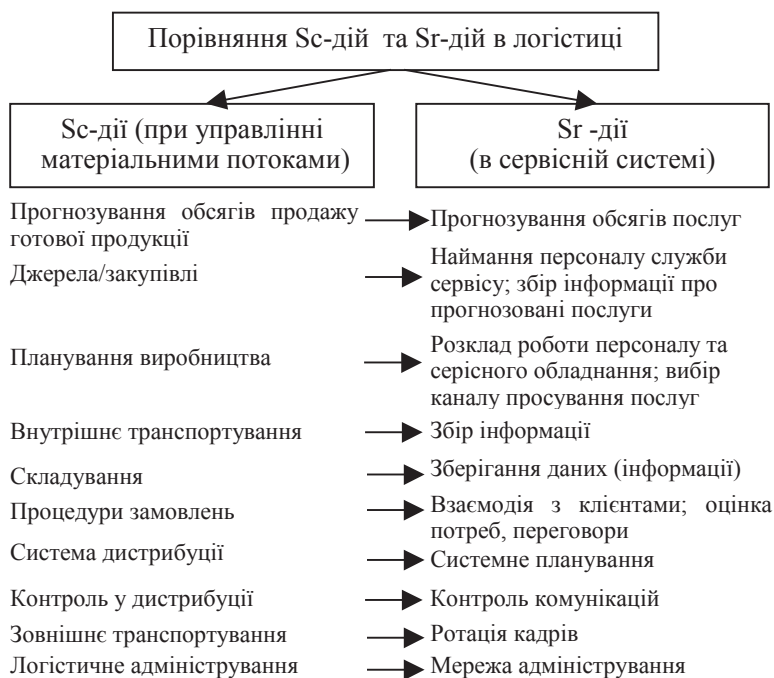 Порівняння Sc-дій та Sr-дій в логістиці
Sc-дії (при управлінні
матеріальними потоками)
Sr -дії
(в сервісній системі)
Прогнозування обсягів продажу
готової продукції
Прогнозування обсягів послуг
Джерела/закупівлі
Наймання персоналу служби
сервісу; збір інформації про
прогнозовані послуги
Планування виробництва
Розклад роботи персоналу та
серісного обладнання; вибір
каналу просування послуг
Внутрішнє транспортування
Збір інформації
Складування
Зберігання даних (інформації)
Процедури замовлень
Взаємодія з клієнтами; оцінка
потреб, переговори
Система дистрибуції
Системне планування
Контроль у дистрибуції
Контроль комунікацій
Зовнішнє транспортування
Ротація кадрів
Логістичне адміністрування
Мережа адміністрування